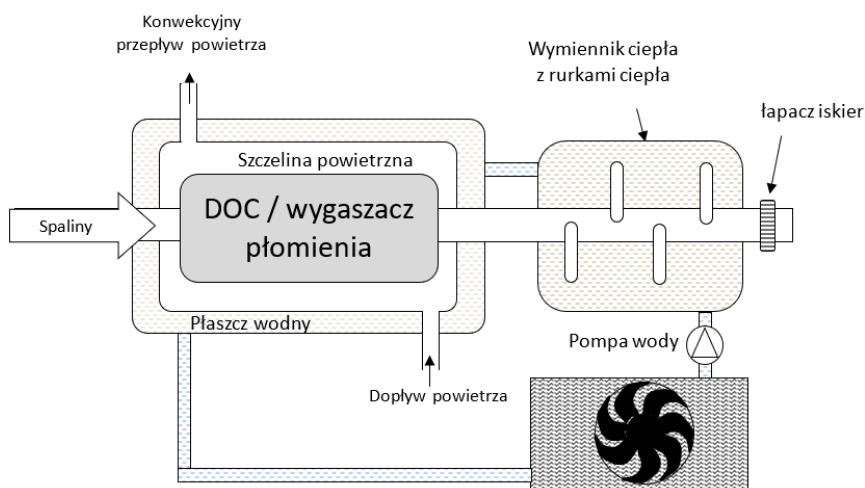 Konwekcyjny
przepływ powietrza
Wymiennik ciepła
z rurkami ciepła
łapacz iskier
Szczelina powietrzna
Spaliny
DOC / wygaszacz
płomienia
Płaszcz wodny
Pompa wody
Dopływ powietrza